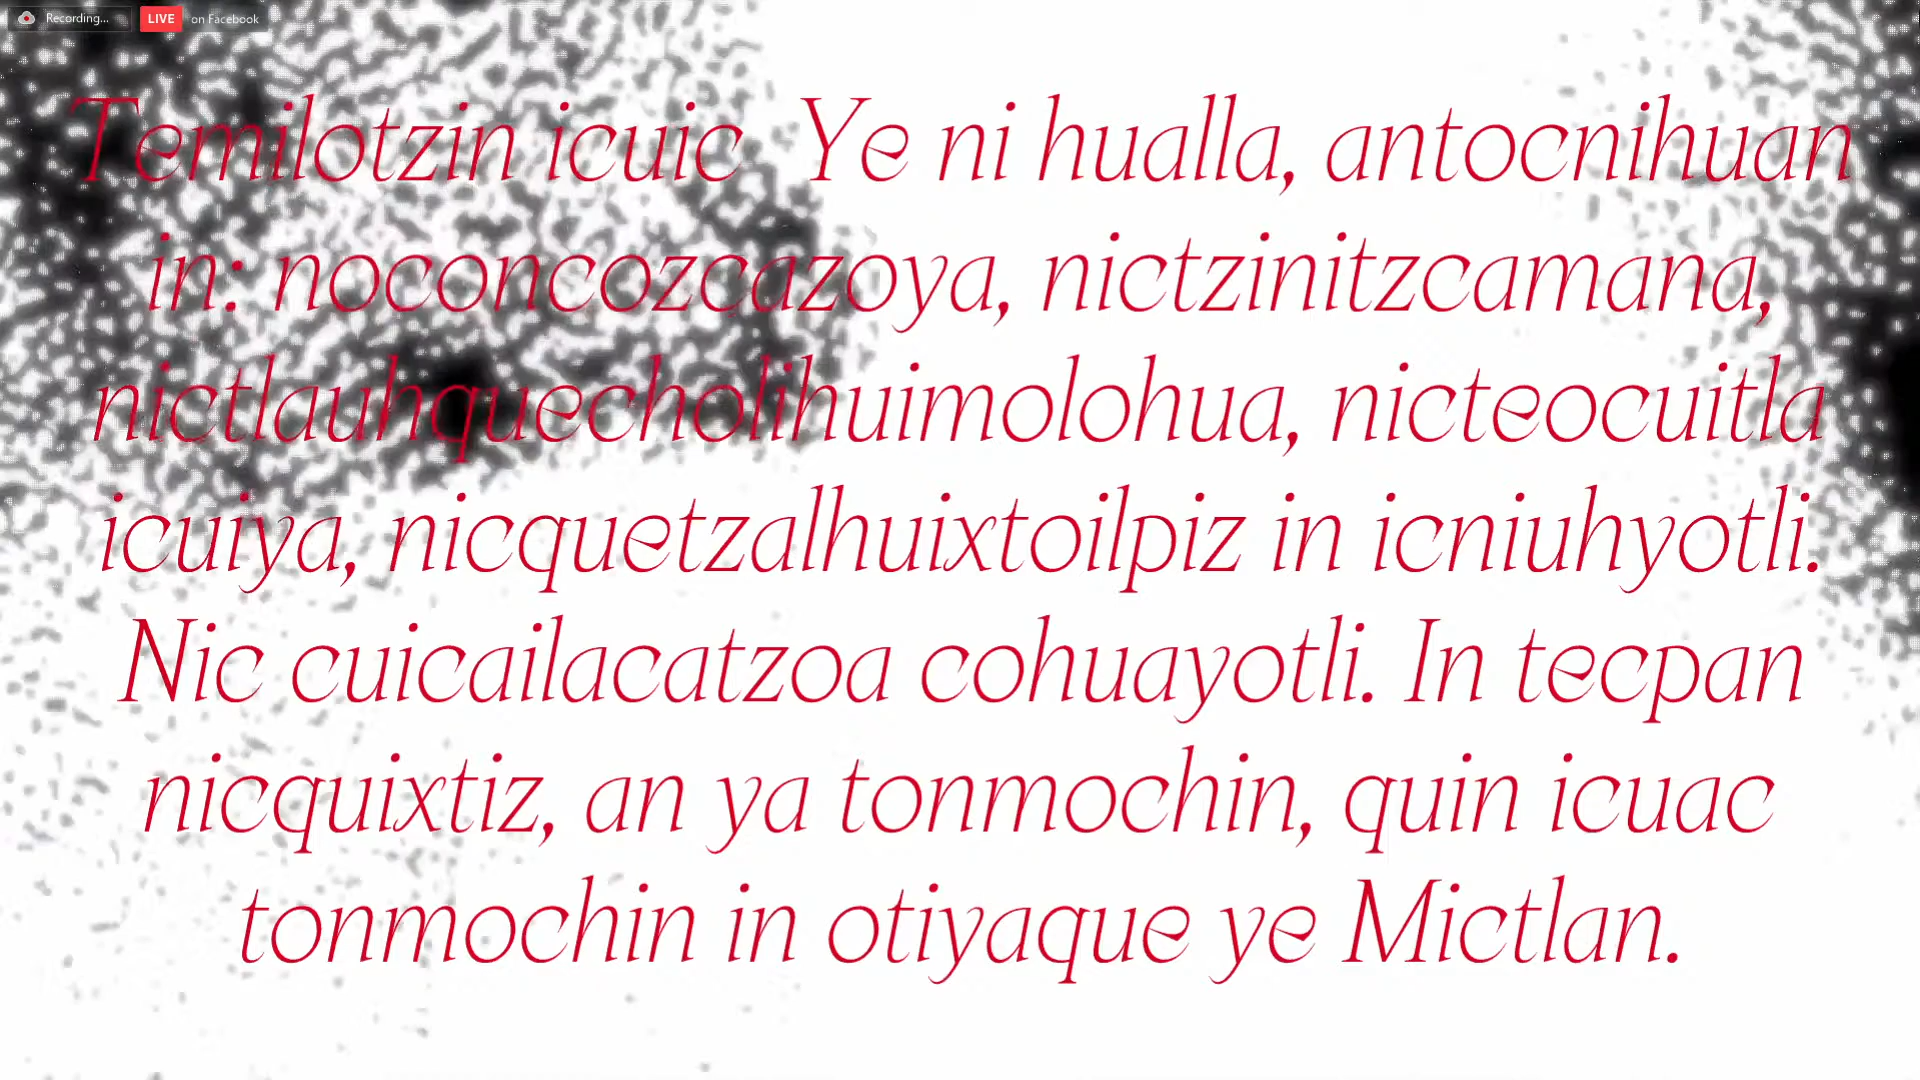 Recording...
LIVE on Facebook
Temilotzin icuic Ye ni hualla, antocnihuan
in: noconcozcazoya, nictzinitzcamana,
nictlauhquecholihuimolohua, nicteocuitla
icuiya, nicquetzalhuixtoilpiz in icniuhyotli.
Nic cuicailacatzoa cohuayotli. In tecpan
nicquixtiz, an ya tonmochin, quin icuac
tonmochin in otiyaque ye Mictlan.